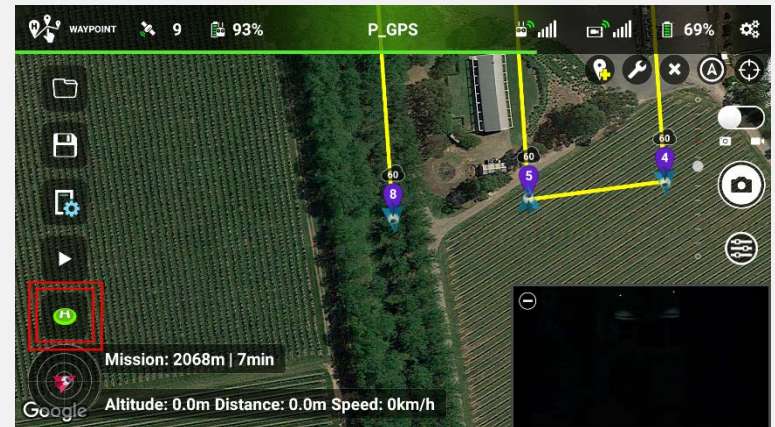 WAYPOINT 9 93% P_GPS 69%
A
60
60 4
60 5
8
H
Mission: 2068m | 7min
Altitude: 0.0m Distance: 0.0m Speed: 0km/h
Google